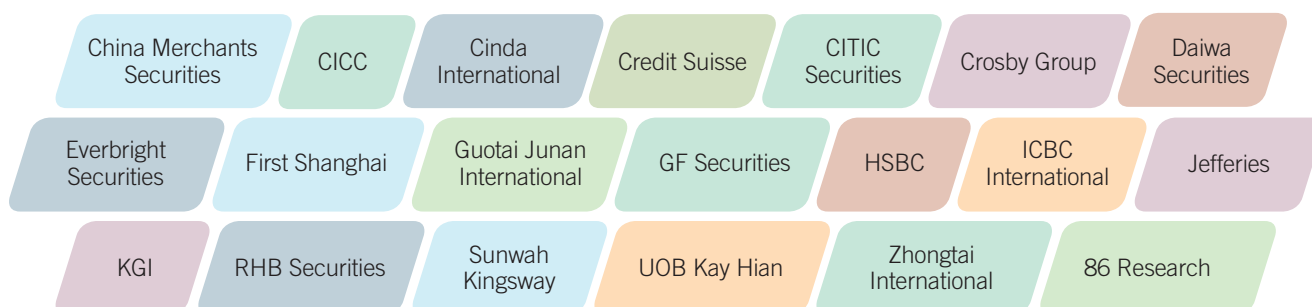 China Merchants
Securities
CICC
Cinda
International
Credit Suisse
CITIC
Securities
Crosby Group
Daiwa
Securities
Everbright
Securities
First Shanghai
Guotai Junan
International
GF Securities
HSBC
ICBC
International
Jefferies
KGI
RHB Securities
Sunwah
Kingsway
UOB Kay Hian
Zhongtai
International
86 Research